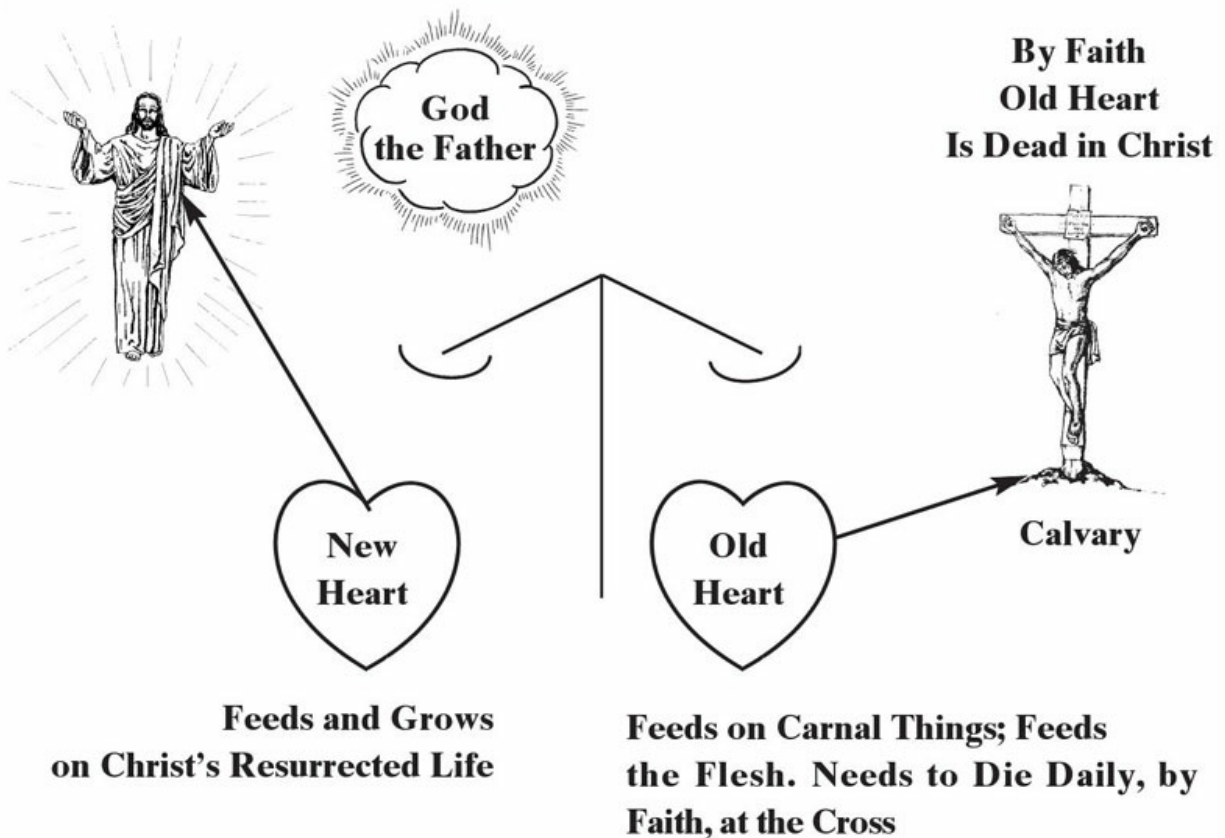 God
the Father
By Faith
Old Heart
Is Dead in Christ
New
Heart
Old
Heart
Calvary
Feeds and Grows
on Christ's Resurrected Life
Feeds on Carnal Things; Feeds
the Flesh. Needs to Die Daily, by
Faith, at the Cross